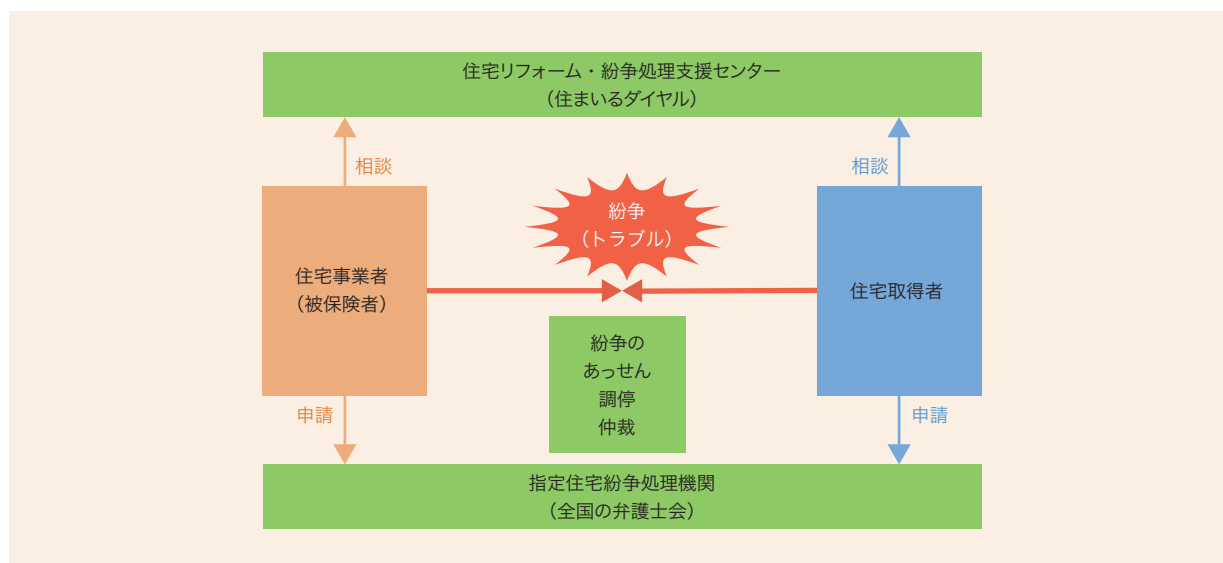 住宅リフォーム・紛争処理支援センター
（住まいるダイヤル）
相談
相談
紛争
（トラブル）
住宅事業者
（被保険者）
住宅取得者
紛争の
あっせん
調停
仲裁
申請
申請
指定住宅紛争処理機関
（全国の弁護士会）